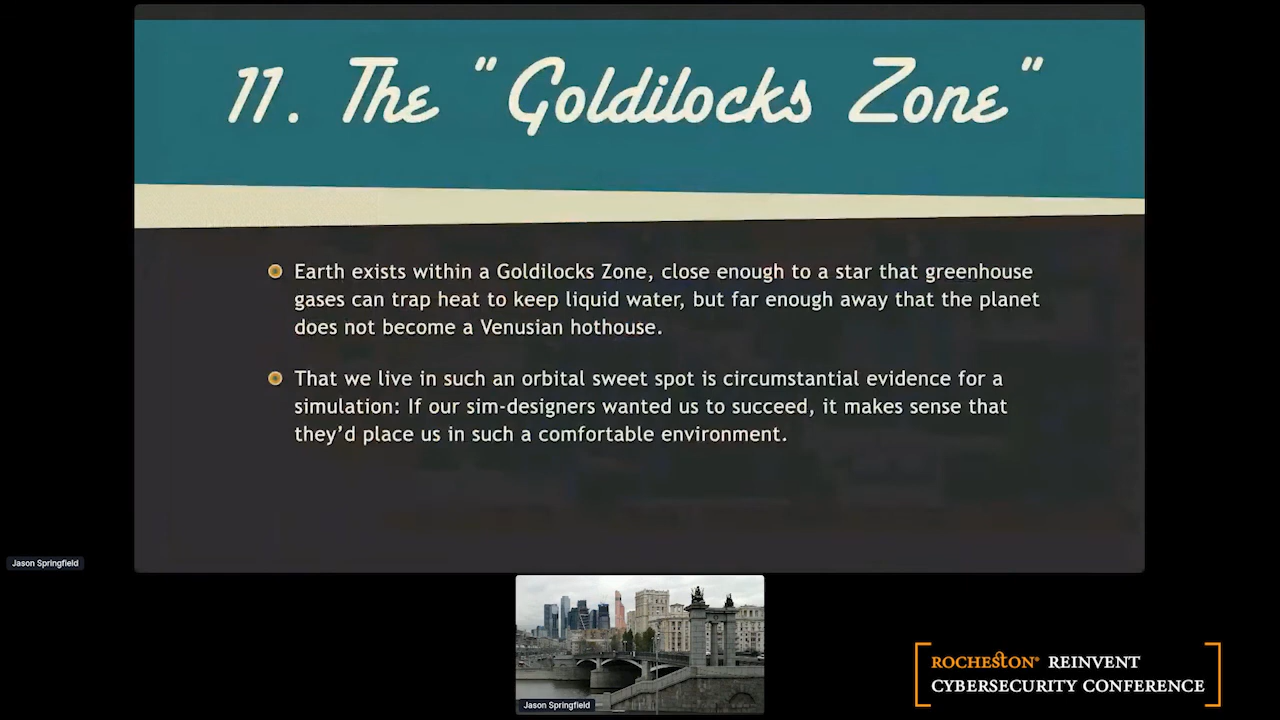 11. The "Goldilocks Zone"
Earth exists within a Goldilocks Zone, close enough to a star that greenhouse
gases can trap heat to keep liquid water, but far enough away that the planet
does not become a Venusian hothouse.
That we live in such an orbital sweet spot is circumstantial evidence for a
simulation: If our sim-designers wanted us to succeed, it makes sense that
they'd place us in such a comfortable environment.
Jason Springfield
Jason Springfield
ROCHESTON® REINVENT
CYBERSECURITY CONFERENCE